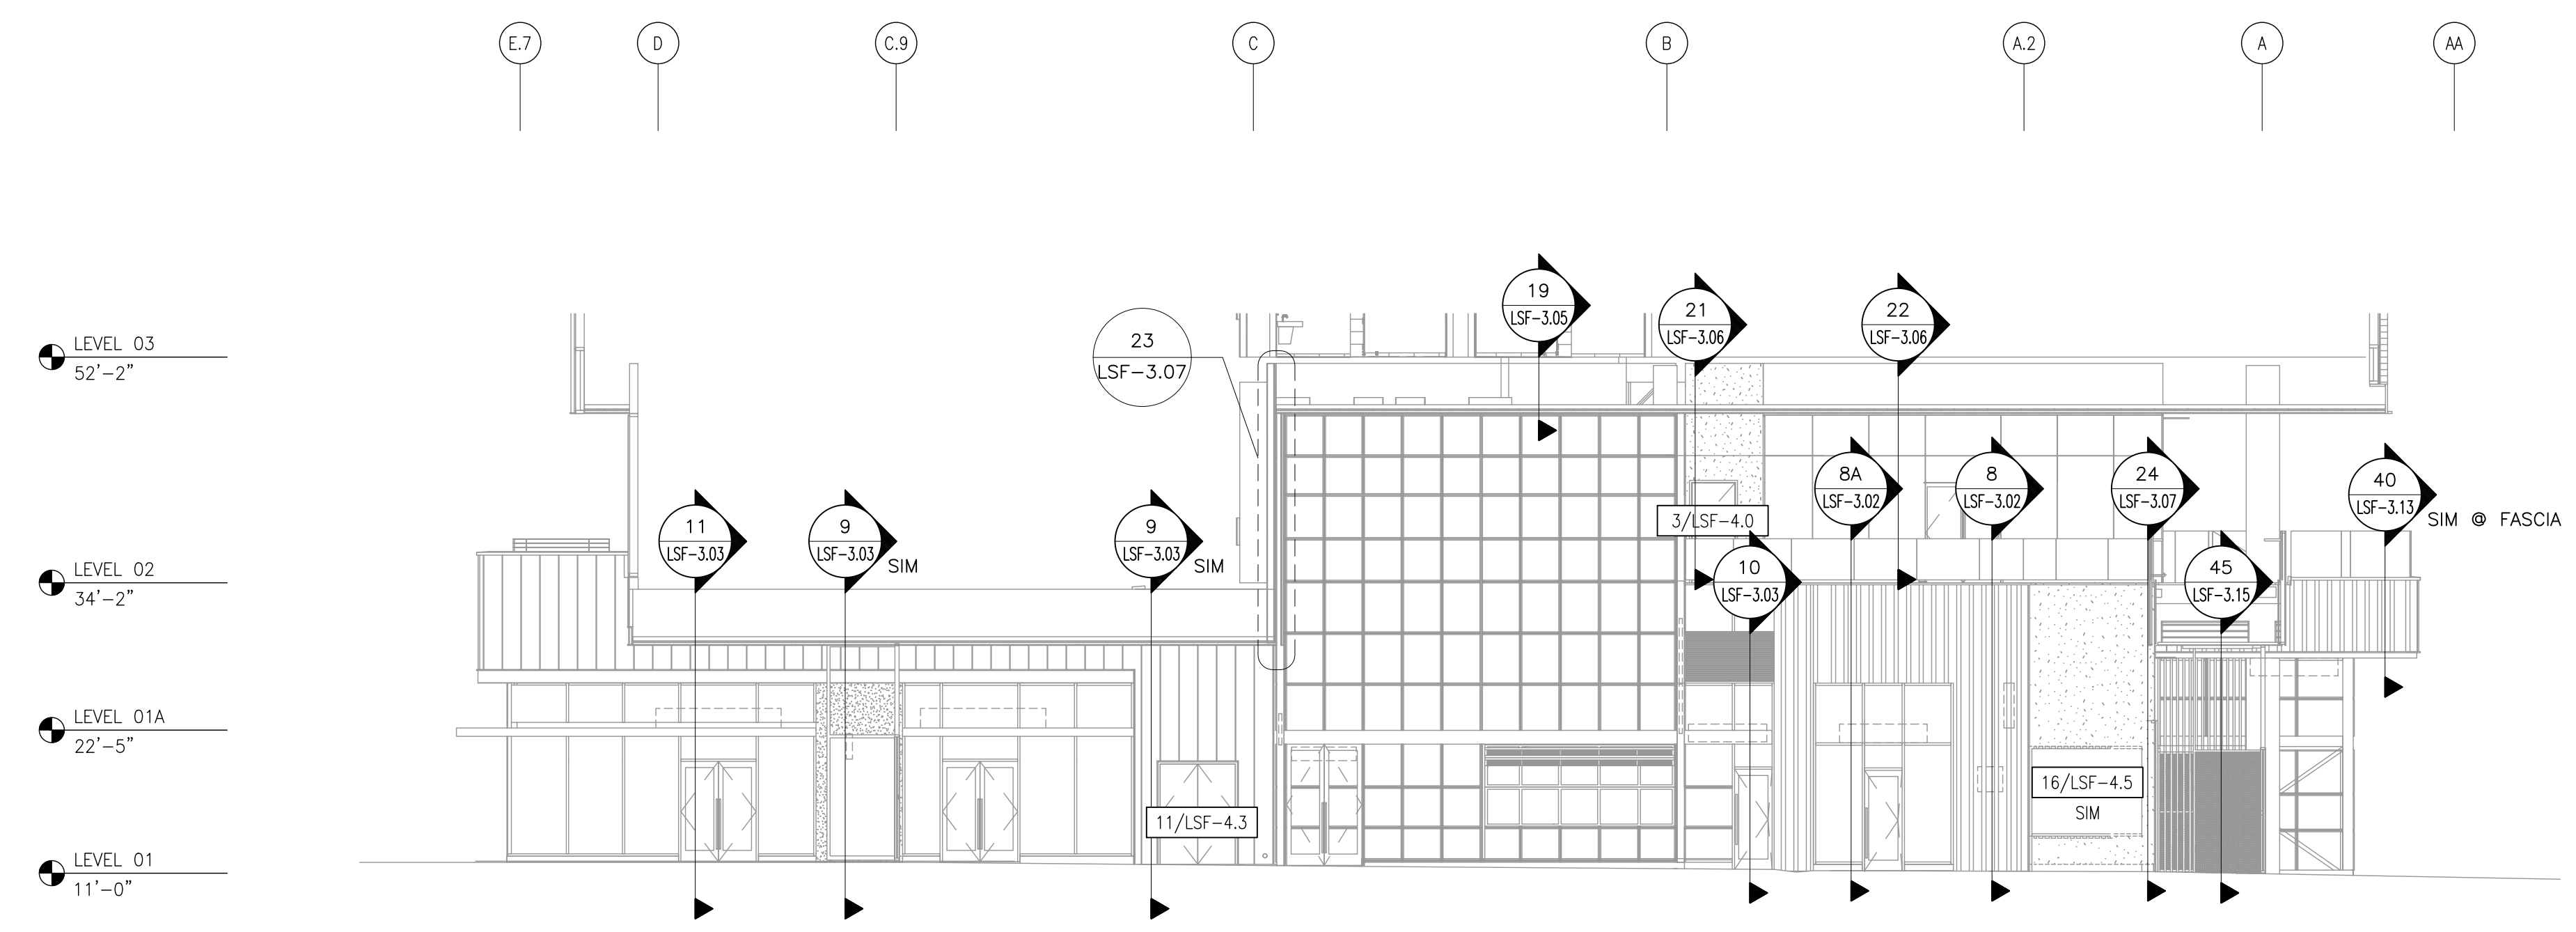 E.7
D
C.9
C
B
A.2
A
AA
LEVEL 03
52'-2"
LEVEL 02
34'-2"
LEVEL 01A
22'-5"
LEVEL 01
11'-0"
23
LSF-3.07
19
LSF-3.05
21
LSF-3.06
22
LSF-3.06
11
LSF-3.03
9
LSF-3.03
SIM
9
LSF-3.03
SIM
3/LSF-4.0
10
LSF-3.03
8A
LSF-3.02
8
LSF-3.02
24
LSF-3.07
45
LSF-3.15
40
LSF-3.13
SIM @ FASCIA
11/LSF-4.3
16/LSF-4.5
SIM